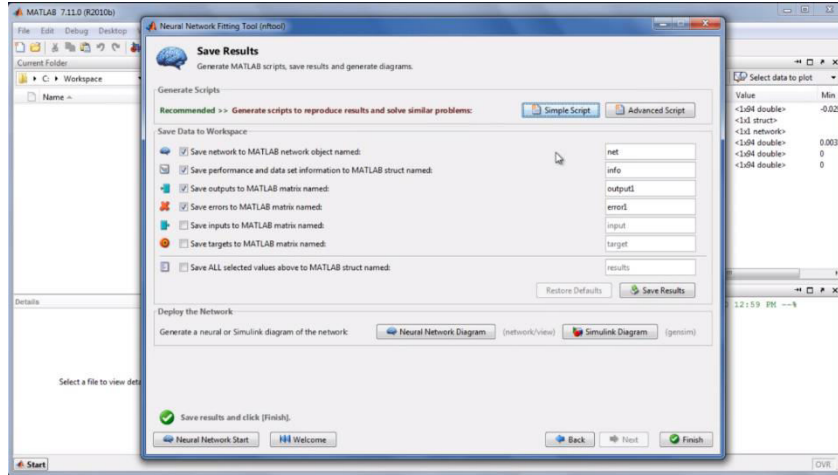 MATLAB 7.11.0 (R2010b)
File Edit Debug Desktop
Current Folder
C: Workspace
Name
Details
Select a file to view deta
Start
Neural Network Fitting Tool (nftool)
Save Results
Generate MATLAB scripts, save results and generate diagrams.
Generate Scripts
Recommended >> Generate scripts to reproduce results and solve similar problems:
Simple Script
Advanced Script
Save Data to Workspace
Save network to MATLAB network object named: net
Save performance and data set information to MATLAB struct named: info
Save outputs to MATLAB matrix named: output1
Save errors to MATLAB matrix named: error1
Save inputs to MATLAB matrix named: input
Save targets to MATLAB matrix named: target
Save ALL selected values above to MATLAB struct named: results
Restore Defaults
Save Results
Deploy the Network
Generate a neural or Simulink diagram of the network: Neural Network Diagram (network/view) Simulink Diagram (gensim)
Save results and click [Finish].
Neural Network Start
Welcome
Back
Next
Finish
Select data to plot
Value Min
<1x94 double> -0.02
<1x1 struct>
<1x1 network>
<1x94 double> 0.003
<1x94 double> 0
<1x94 double> 0
12:59 PM --%
OVR